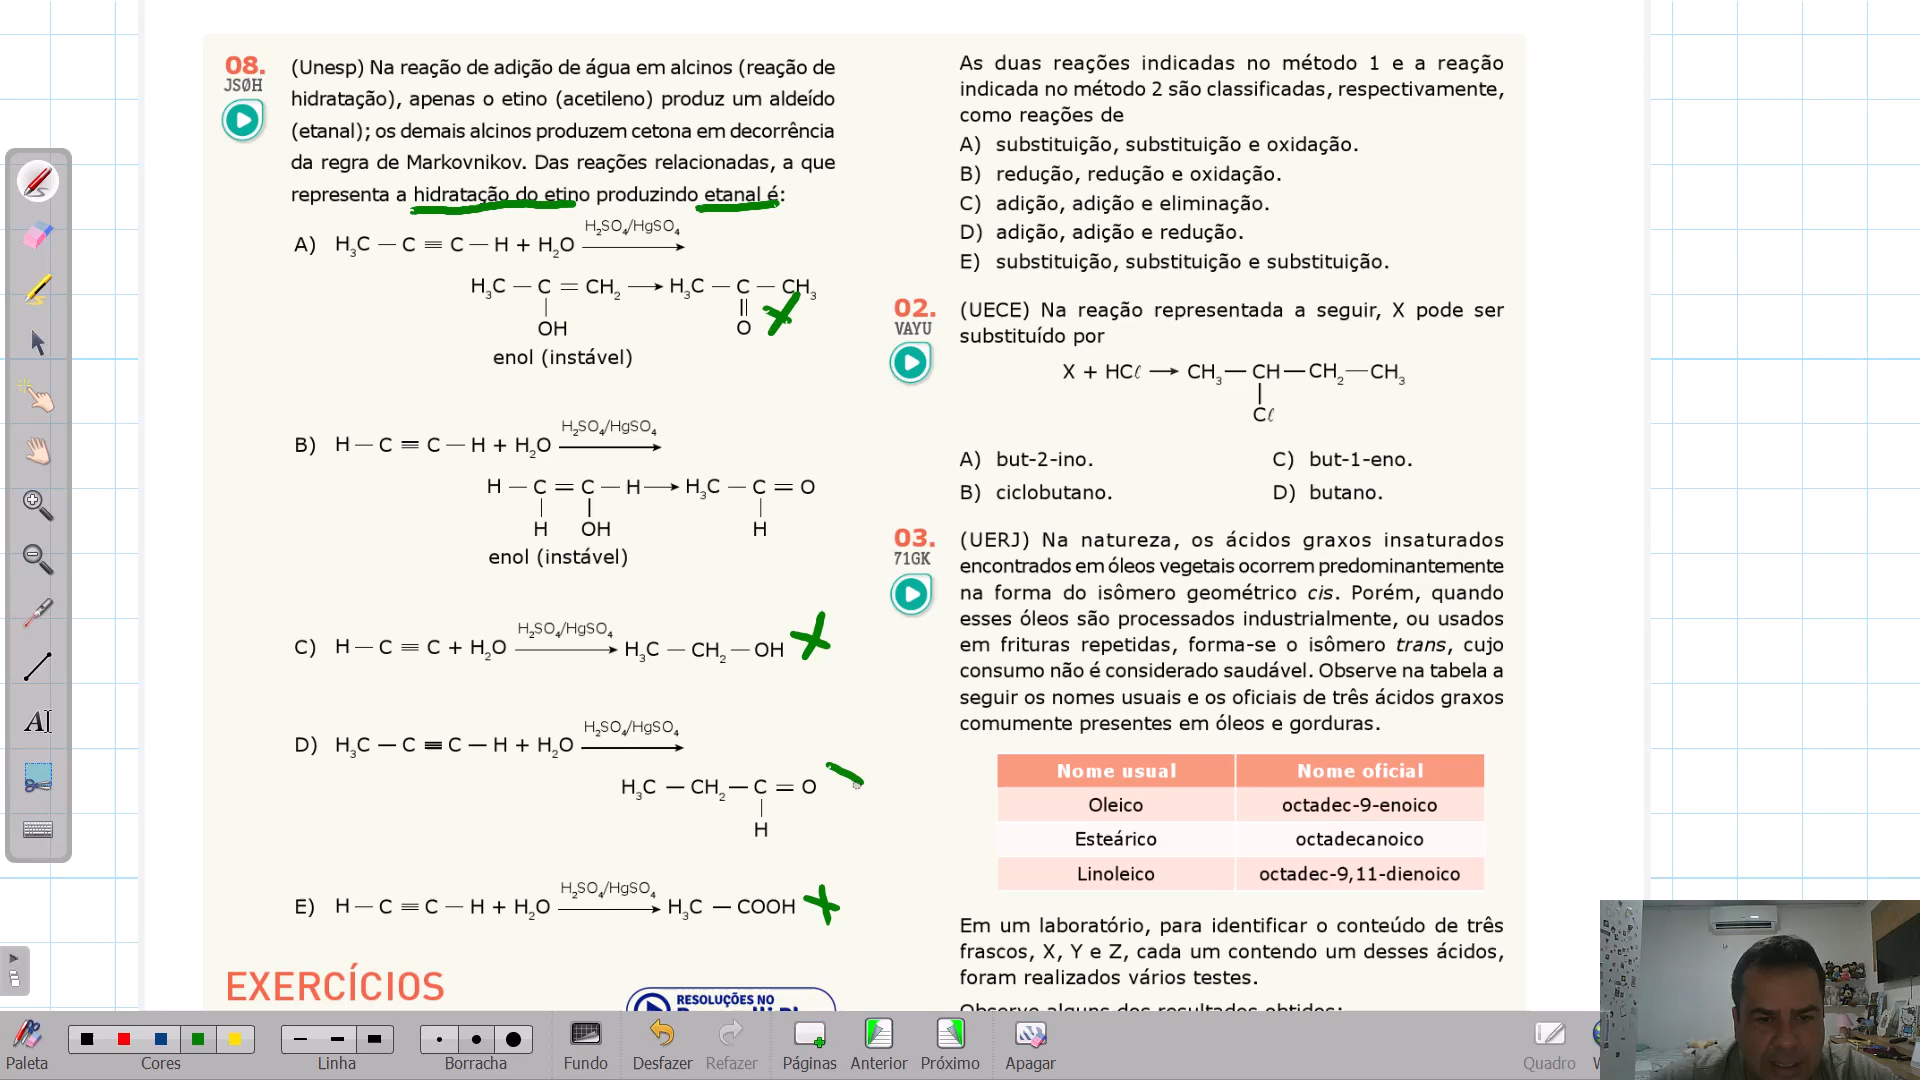 08.
JSØH
(Unesp) Na reação de adição de água em alcinos (reação de
hidratação), apenas o etino (acetileno) produz um aldeído
(etanal); os demais alcinos produzem cetona em decorrência
da regra de Markovnikov. Das reações relacionadas, a que
representa a hidratação do etino produzindo etanal é:
H₂SO₄/HgSO₄
A) H₃C — C ≡ C — H + H₂O ⟶
H₃C — C = CH₂ ⟶ H₃C — C — CH₃
OH O
enol (instável)
H₂SO₄/HgSO₄
B) H — C ≡ C — H + H₂O ⟶
H — C = C — H ⟶ H₃C — C = O
H OH H
enol (instável)
H₂SO₄/HgSO₄
C) H — C ≡ C + H₂O ⟶ H₃C — CH₂ — OH
H₂SO₄/HgSO₄
D) H₃C — C ≡ C — H + H₂O ⟶
H₃C — CH₂ — C = O
H
H₂SO₄/HgSO₄
E) H — C ≡ C — H + H₂O ⟶ H₃C — COOH
EXERCÍCIOS
RESOLUÇÕES NO
As duas reações indicadas no método 1 e a reação
indicada no método 2 são classificadas, respectivamente,
como reações de
A) substituição, substituição e oxidação.
B) redução, redução e oxidação.
C) adição, adição e eliminação.
D) adição, adição e redução.
E) substituição, substituição e substituição.
02.
VAYU
(UECE) Na reação representada a seguir, X pode ser
substituído por
X + HCℓ ⟶ CH₃ — CH — CH₂ — CH₃
Cℓ
A) but-2-ino. C) but-1-eno.
B) ciclobutano. D) butano.
03.
71GK
(UERJ) Na natureza, os ácidos graxos insaturados
encontrados em óleos vegetais ocorrem predominantemente
na forma do isômero geométrico cis. Porém, quando
esses óleos são processados industrialmente, ou usados
em frituras repetidas, forma-se o isômero trans, cujo
consumo não é considerado saudável. Observe na tabela a
seguir os nomes usuais e os oficiais de três ácidos graxos
comumente presentes em óleos e gorduras.
Nome usual Nome oficial
Oleico octadec-9-enoico
Esteárico octadecanoico
Linoleico octadec-9,11-dienoico
Em um laboratório, para identificar o conteúdo de três
frascos, X, Y e Z, cada um contendo um desses ácidos,
foram realizados vários testes.
Observe alguns dos resultados obtidos:
AI
Paleta Cores Linha Borracha Fundo Desfazer Refazer Páginas Anterior Próximo Apagar Quadro